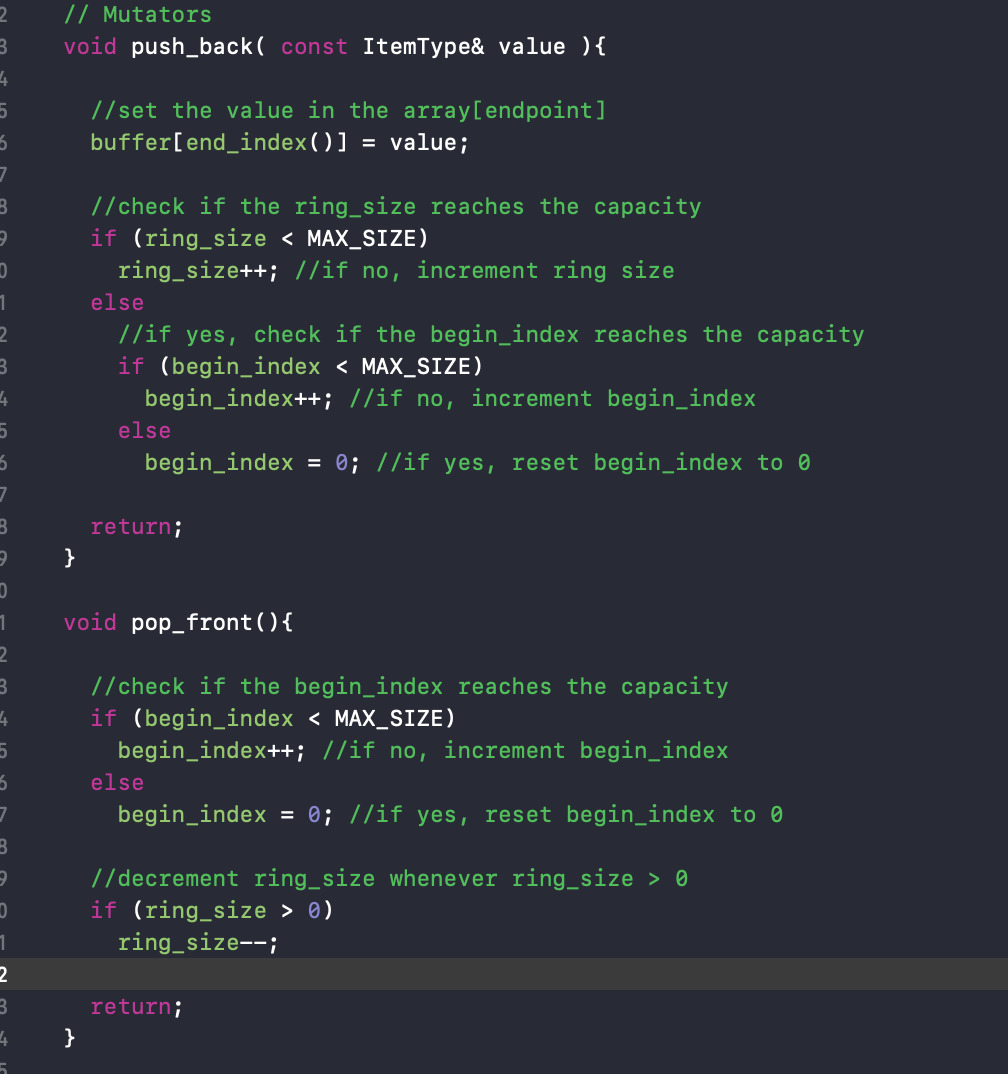 2 // Mutators
3 void push_back( const ItemType& value ){
4
5 //set the value in the array[endpoint]
6 buffer[end_index()] = value;
7
8 //check if the ring_size reaches the capacity
9 if (ring_size < MAX_SIZE)
0 ring_size++; //if no, increment ring size
1 else
2 //if yes, check if the begin_index reaches the capacity
3 if (begin_index < MAX_SIZE)
4 begin_index++; //if no, increment begin_index
5 else
6 begin_index = 0; //if yes, reset begin_index to 0
7
8 return;
9 }
0
1 void pop_front(){
2
3 //check if the begin_index reaches the capacity
4 if (begin_index < MAX_SIZE)
5 begin_index++; //if no, increment begin_index
6 else
7 begin_index = 0; //if yes, reset begin_index to 0
8
9 //decrement ring_size whenever ring_size > 0
0 if (ring_size > 0)
1 ring_size--;
2
3 return;
4 }
5